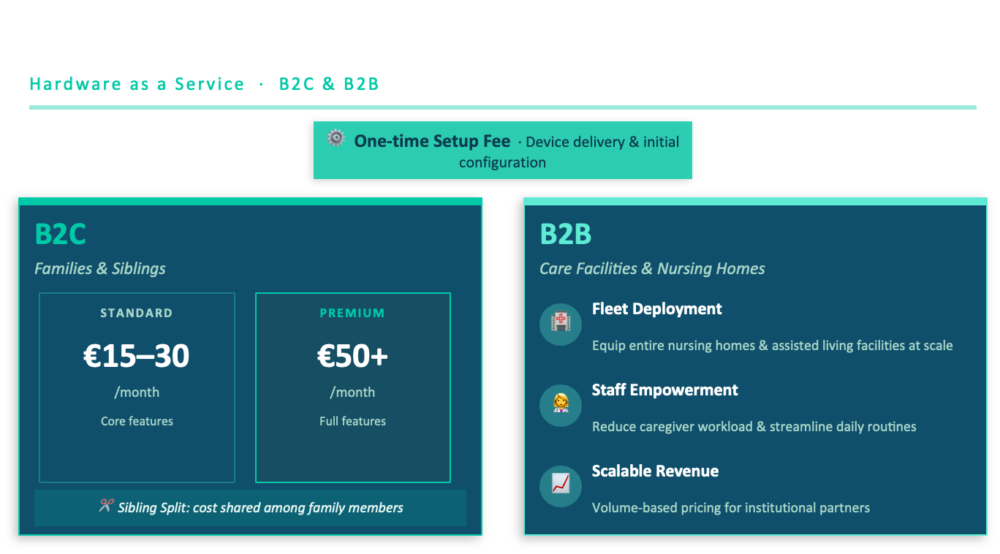 Hardware as a Service · B2C & B2B
One-time Setup Fee · Device delivery & initial
configuration
B2C
Families & Siblings
STANDARD
€15–30
/month
Core features
PREMIUM
€50+
/month
Full features
Sibling Split: cost shared among family members
B2B
Care Facilities & Nursing Homes
Fleet Deployment
Equip entire nursing homes & assisted living facilities at scale
Staff Empowerment
Reduce caregiver workload & streamline daily routines
Scalable Revenue
Volume-based pricing for institutional partners